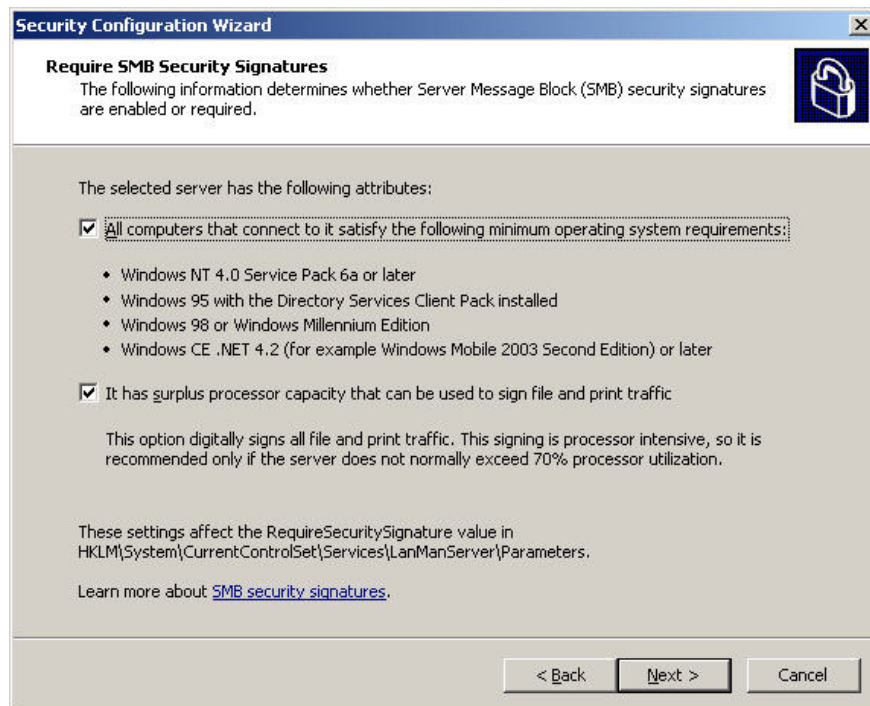 Security Configuration Wizard
Require SMB Security Signatures
The following information determines whether Server Message Block (SMB) security signatures
are enabled or required.
The selected server has the following attributes:
All computers that connect to it satisfy the following minimum operating system requirements:
• Windows NT 4.0 Service Pack 6a or later
• Windows 95 with the Directory Services Client Pack installed
• Windows 98 or Windows Millennium Edition
• Windows CE .NET 4.2 (for example Windows Mobile 2003 Second Edition) or later
It has surplus processor capacity that can be used to sign file and print traffic
This option digitally signs all file and print traffic. This signing is processor intensive, so it is
recommended only if the server does not normally exceed 70% processor utilization.
These settings affect the RequireSecuritySignature value in
HKLM\System\CurrentControlSet\Services\LanManServer\Parameters.
Learn more about SMB security signatures.
< Back Next > Cancel